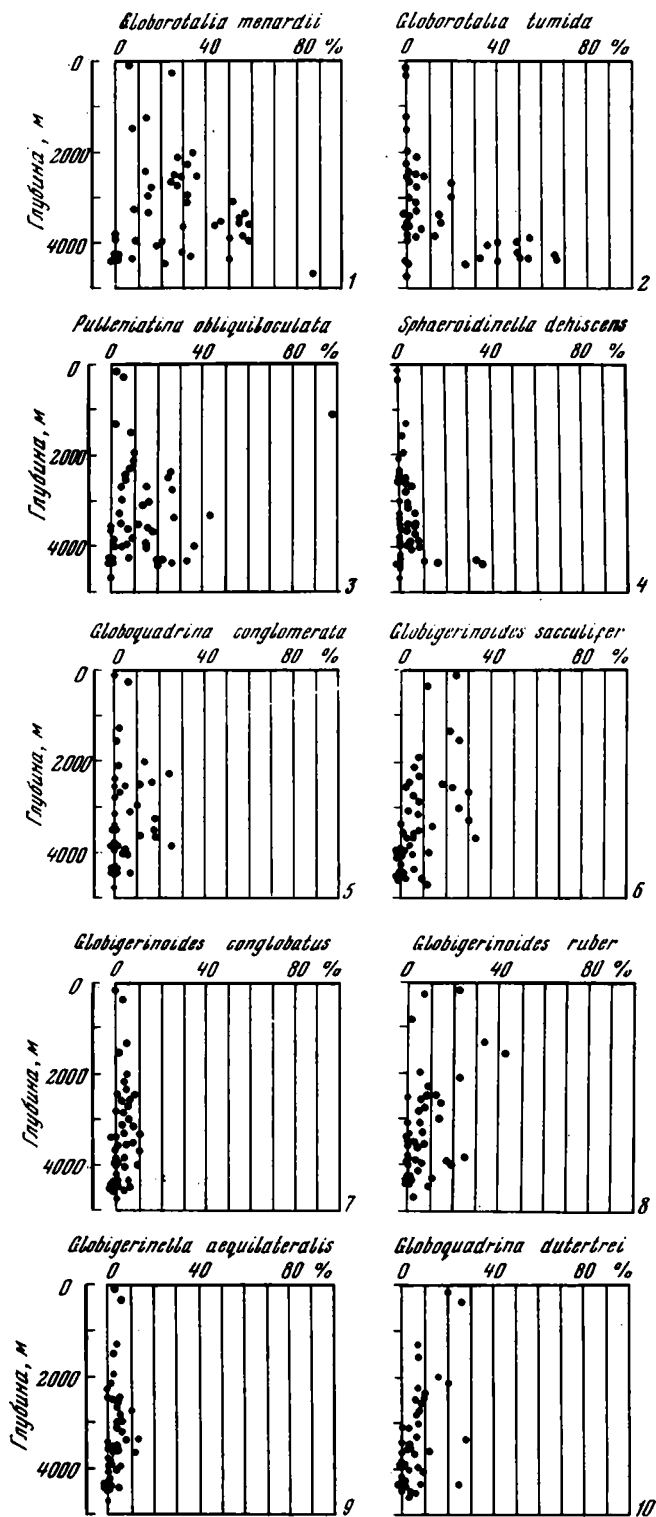 Globorotalia menardii
0 40 80 %
Globorotalia tumida
0 40 80 %
Глубина, м
0
2000
4000
1
2
Pulleniatina obliquiloculata
0 40 80 %
Sphaeroidinella dehiscens
0 40 80 %
Глубина, м
0
2000
4000
3
4
Globoquadrina conglomerata
0 40 80 %
Globigerinoides sacculifer
0 40 80 %
Глубина, м
0
2000
4000
5
6
Globigerinoides conglobatus
0 40 80 %
Globigerinoides ruber
0 40 80 %
Глубина, м
0
2000
4000
7
8
Globigerinella aequilateralis
0 40 80 %
Globoquadrina dutertrei
0 40 80 %
Глубина, м
0
2000
4000
9
10